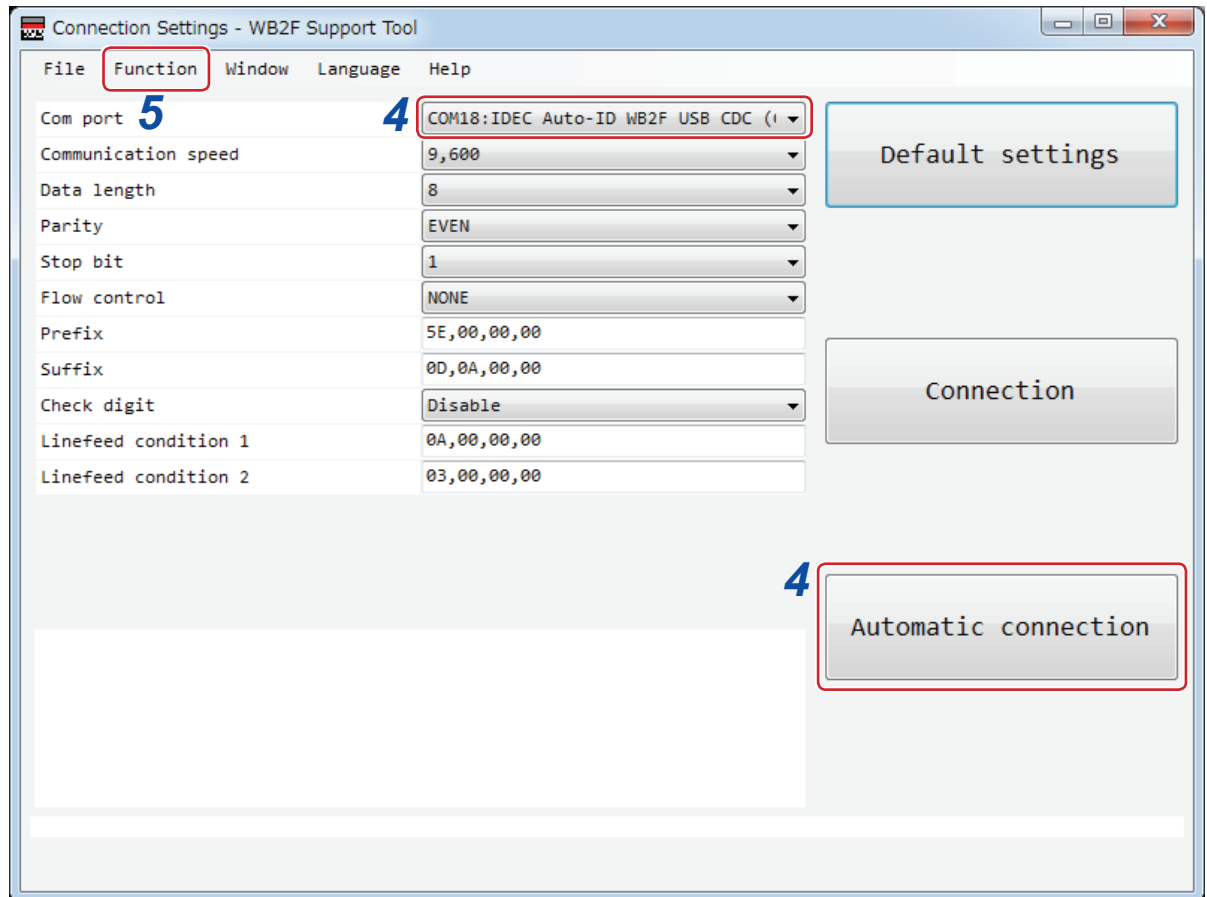 Connection Settings - WB2F Support Tool
File Function Window Language Help
5
Com port 4 COM18:IDEC Auto-ID WB2F USB CDC (
Communication speed 9,600
Data length 8
Parity EVEN
Stop bit 1
Flow control NONE
Prefix 5E,00,00,00
Suffix 0D,0A,00,00
Check digit Disable
Linefeed condition 1 0A,00,00,00
Linefeed condition 2 03,00,00,00
Default settings
Connection
4
Automatic connection